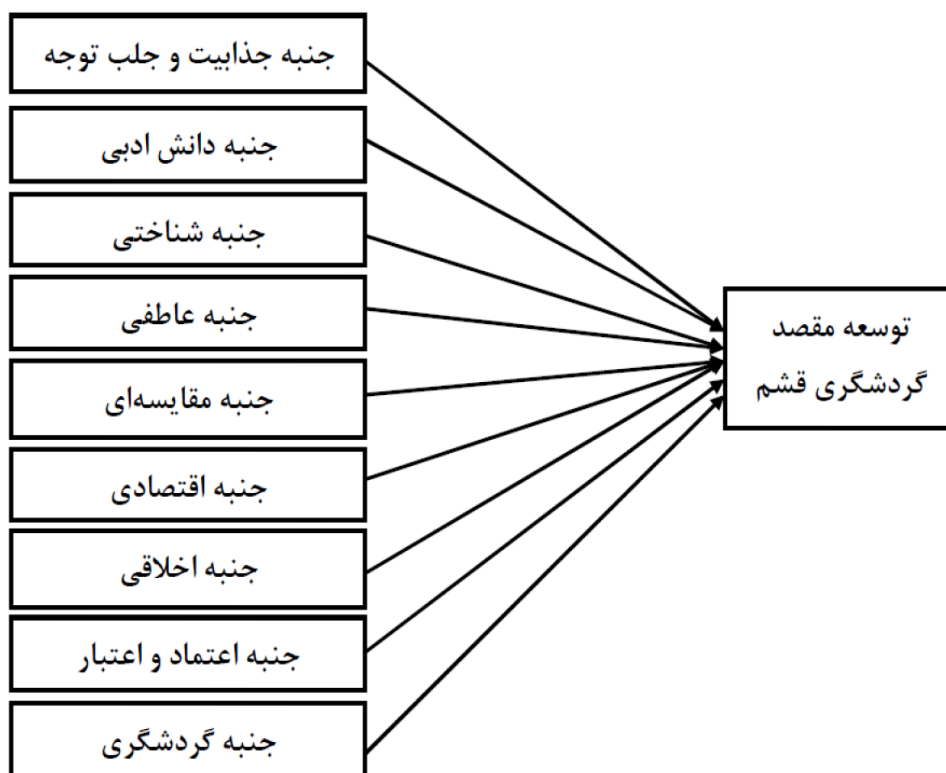 جنبه جذابیت و جلب توجه
جنبه دانش ادبی
جنبه شناختی
جنبه عاطفی
جنبه مقایسه‌ای
جنبه اقتصادی
جنبه اخلاقی
جنبه اعتماد و اعتبار
جنبه گردشگری
توسعه مقصد
گردشگری قشم